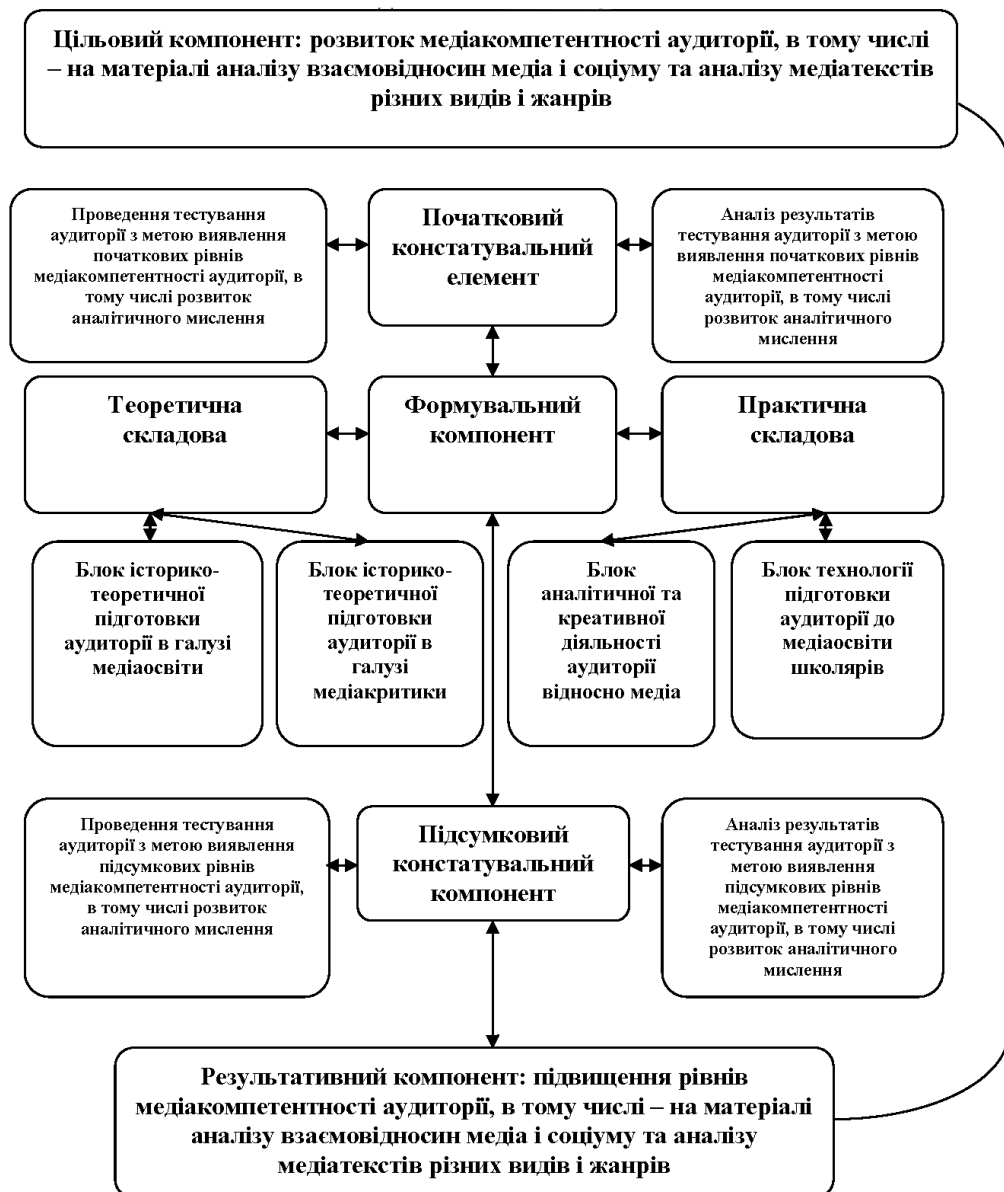 Цільовий компонент: розвиток медіакомпетентності аудиторії, в тому числі
– на матеріалі аналізу взаємовідносин медіа і соціуму та аналізу медіатекстів
різних видів і жанрів
Проведення тестування
аудиторії з метою виявлення
початкових рівнів
медіакомпетентності аудиторії, в
тому числі розвиток
аналітичного мислення
Початковий
констатувальний
елемент
Аналіз результатів
тестування аудиторії з метою
виявлення початкових рівнів
медіакомпетентності
аудиторії, в тому числі
розвиток аналітичного
мислення
Теоретична
складова
Формувальний
компонент
Практична
складова
Блок історико-
теоретичної
підготовки
аудиторії в галузі
медіаосвіти
Блок історико-
теоретичної
підготовки
аудиторії в
галузі
медіакритики
Блок
аналітичної та
креативної
діяльності
аудиторії
відносно медіа
Блок технології
підготовки
аудиторії до
медіаосвіти
школярів
Проведення тестування
аудиторії з метою виявлення
підсумкових рівнів
медіакомпетентності аудиторії,
в тому числі розвиток
аналітичного мислення
Підсумковий
констатувальний
компонент
Аналіз результатів
тестування аудиторії з
метою виявлення
підсумкових рівнів
медіакомпетентності
аудиторії, в тому числі
розвиток аналітичного
мислення
Результативний компонент: підвищення рівнів
медіакомпетентності аудиторії, в тому числі – на матеріалі
аналізу взаємовідносин медіа і соціуму та аналізу
медіатекстів різних видів і жанрів